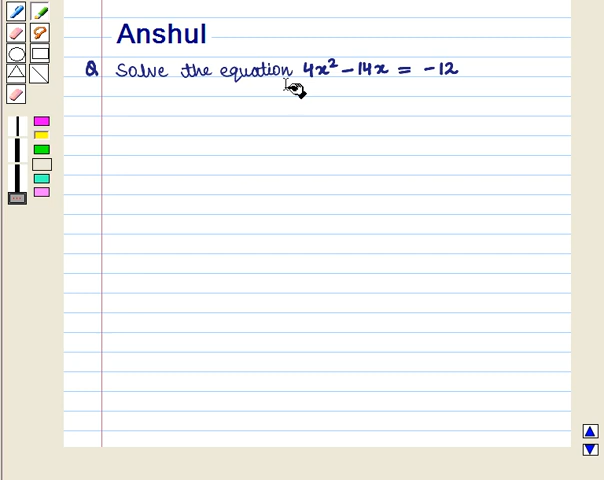 Anshul
Q Solve the equation 4x² – 14x = –12